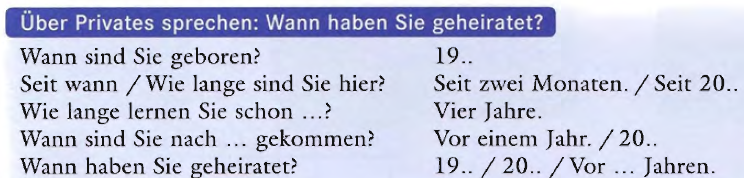 Über Privates sprechen: Wann haben Sie geheiratet?
Wann sind Sie geboren? 19..
Seit wann / Wie lange sind Sie hier? Seit zwei Monaten. / Seit 20..
Wie lange lernen Sie schon ...? Vier Jahre.
Wann sind Sie nach ... gekommen? Vor einem Jahr. / 20..
Wann haben Sie geheiratet? 19.. / 20.. / Vor ... Jahren.